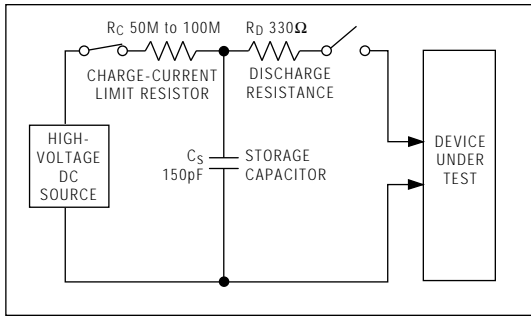 RC 50M to 100M
CHARGE-CURRENT
LIMIT RESISTOR
RD 330Ω
DISCHARGE
RESISTANCE
HIGH-
VOLTAGE
DC
SOURCE
CS
150pF
STORAGE
CAPACITOR
DEVICE
UNDER
TEST